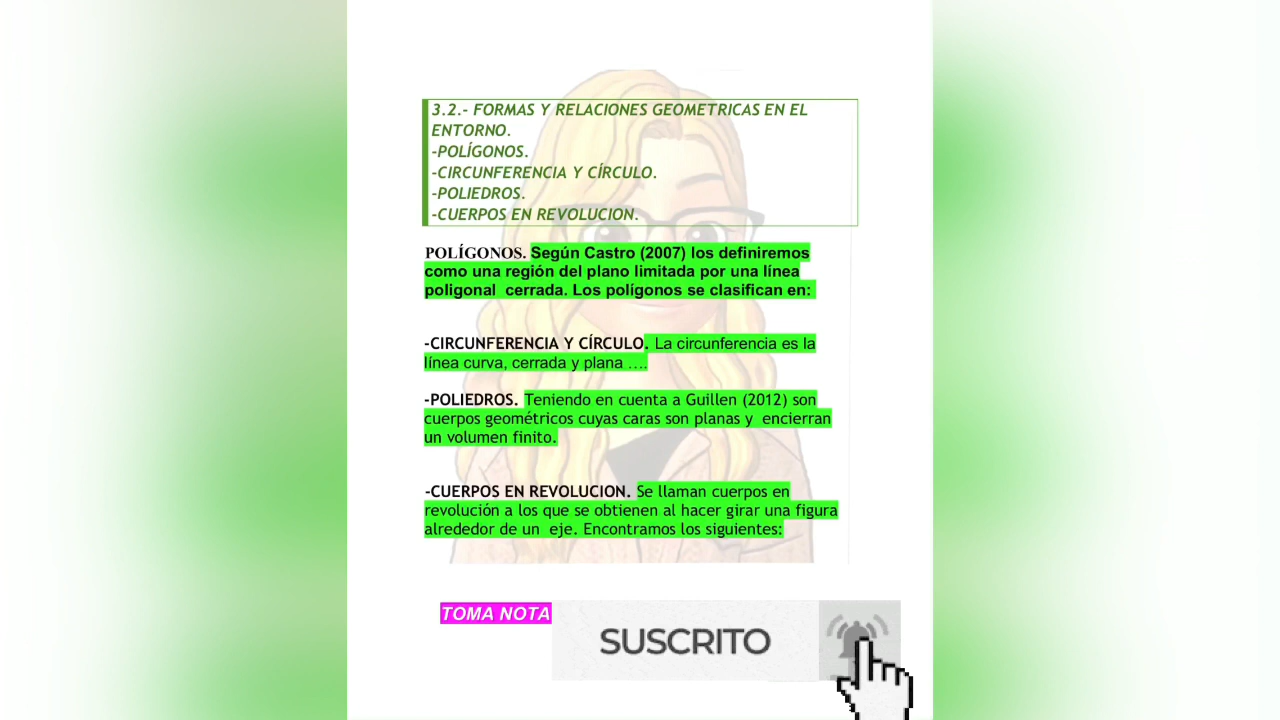 3.2.- FORMAS Y RELACIONES GEOMETRICAS EN EL
ENTORNO.
-POLÍGONOS.
-CIRCUNFERENCIA Y CÍRCULO.
-POLIEDROS.
-CUERPOS EN REVOLUCION.
POLÍGONOS. Según Castro (2007) los definiremos
como una región del plano limitada por una línea
poligonal cerrada. Los polígonos se clasifican en:
-CIRCUNFERENCIA Y CÍRCULO. La circunferencia es la
línea curva, cerrada y plana ….
-POLIEDROS. Teniendo en cuenta a Guillen (2012) son
cuerpos geométricos cuyas caras son planas y encierran
un volumen finito.
-CUERPOS EN REVOLUCION. Se llaman cuerpos en
revolución a los que se obtienen al hacer girar una figura
alrededor de un eje. Encontramos los siguientes:
TOMA NOTA
SUSCRITO